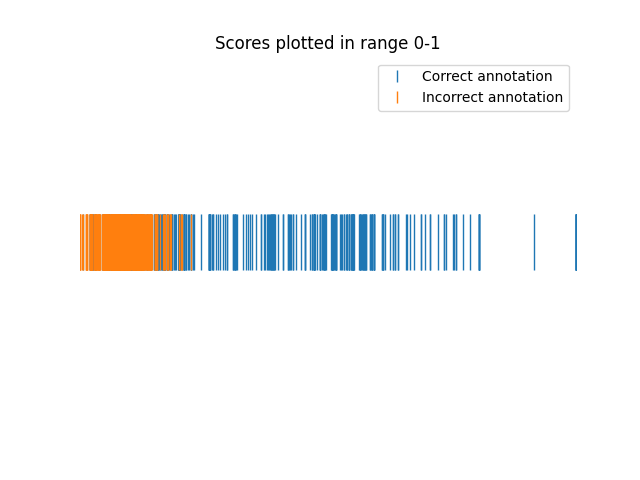 Scores plotted in range 0-1
Correct annotation
Incorrect annotation